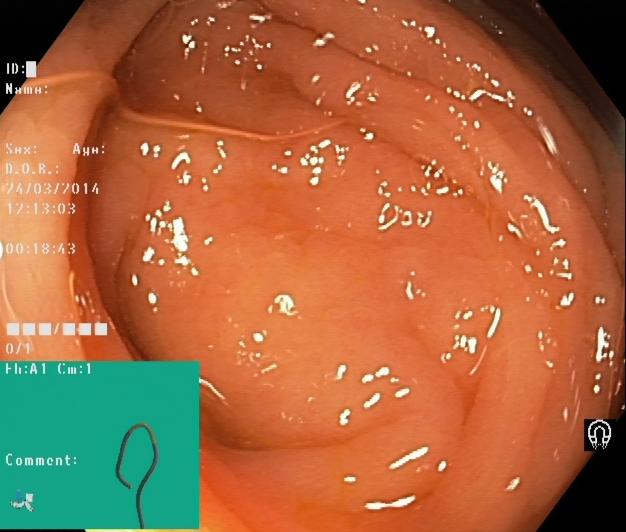 ID:
Name:
Sex: Age:
D.O.B.:
24/03/2014
12:13:03
00:18:43
0/1
Eh:A1 Cm:1
Comment: